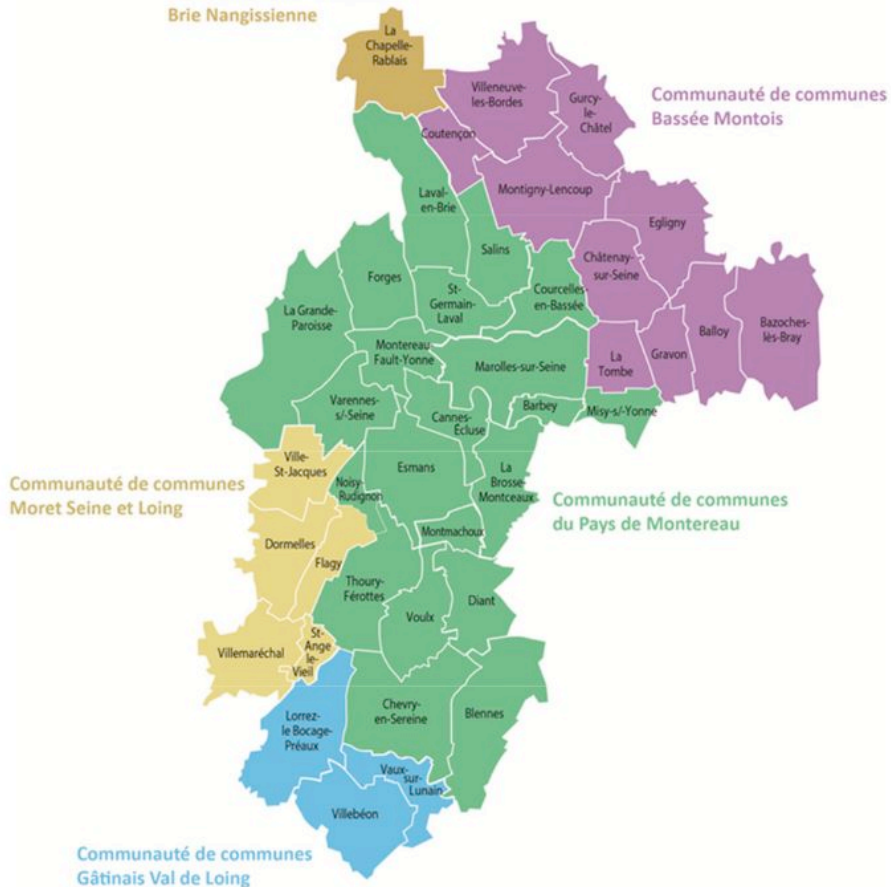 Brie Nangissienne
La
Chapelle-
Rablais
Villeneuve-
les-Bordes
Gurcy-
le-
Châtel
Communauté de communes
Bassée Montois
Coutençon
Montigny-Lencoup
Laval-
en-Brie
Egligny
Salins
Châtenay-
sur-Seine
Forges
St-
Germain-
Laval
Courcelles-
en-Bassée
La Grande-
Paroisse
Balloy
Bazoches-
lès-Bray
Montereau
Fault-Yonne
Marolles-sur-Seine
La
Tombe
Gravon
Varennes-
s/-Seine
Cannes-
Écluse
Barbey
Misy-s/-Yonne
Ville-
St-Jacques
Esmans
La
Brosse-
Montceaux
Noisy-
Rudignon
Communauté de communes
Moret Seine et Loing
Communauté de communes
du Pays de Montereau
Montmachoux
Dormelles
Flagy
Thoury-
Férottes
Voulx
Diant
Villemaréchal
St-
Ange
le-
Vieil
Chevry-
en-Sereine
Blennes
Lorrez-
le Bocage-
Préaux
Vaux-
sur-
Lunain
Villebéon
Communauté de communes
Gâtinais Val de Loing